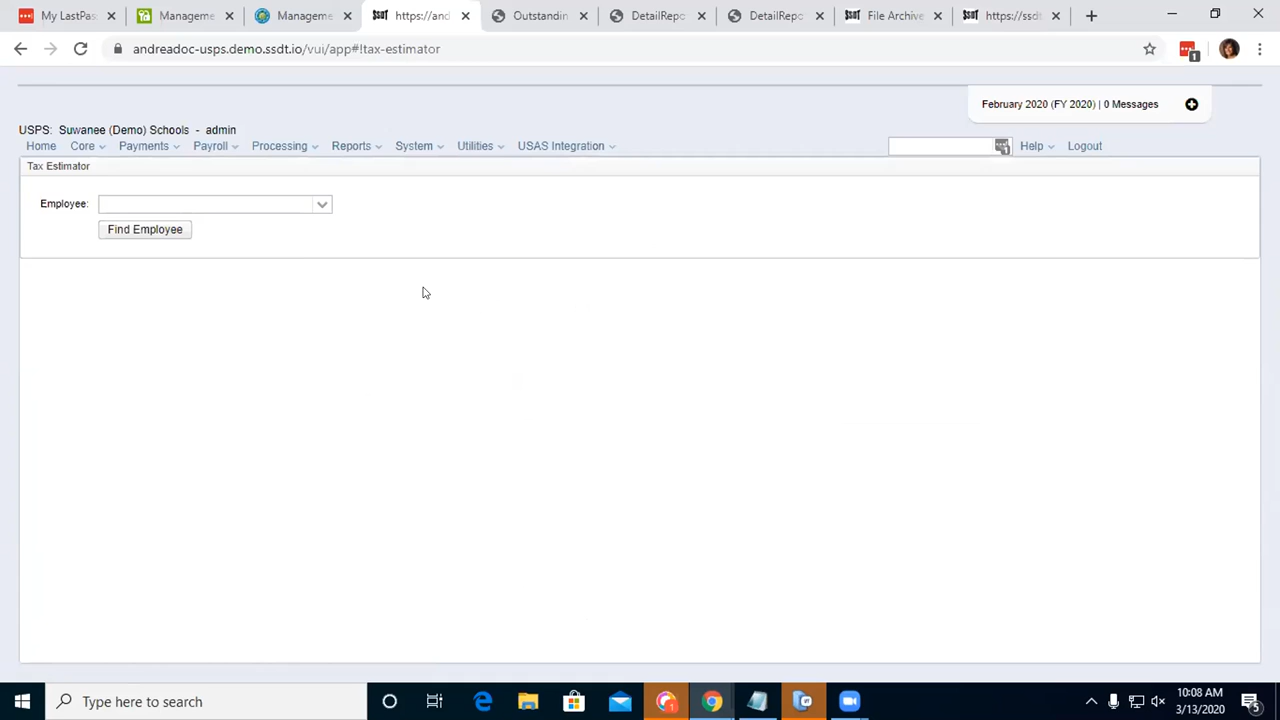 My LastPas
Manageme
Manageme
https://and
Outstandin
DetailRepo
DetailRepo
File Archive
https://ssdt.
andreadoc-usps.demo.ssdt.io/vui/app#!tax-estimator
1
February 2020 (FY 2020) | 0 Messages
USPS: Suwanee (Demo) Schools - admin
Home Core Payments Payroll Processing Reports System Utilities USAS Integration Help Logout
Tax Estimator
Employee:
Find Employee
Type here to search
10:08 AM
3/13/2020
5